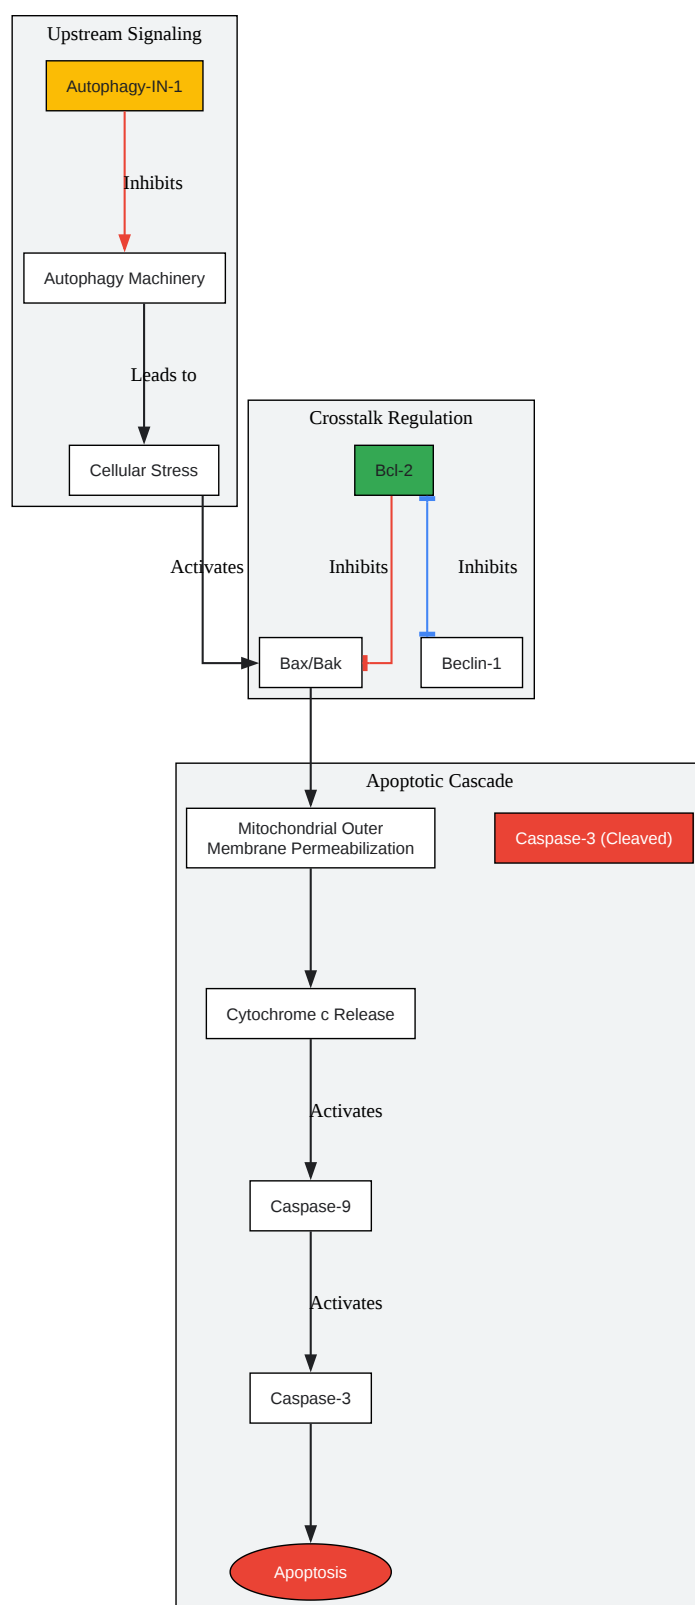 Upstream Signaling
Autophagy-IN-1
Inhibits
Autophagy Machinery
Leads to
Cellular Stress
Activates
Crosstalk Regulation
Bcl-2
Inhibits
Inhibits
Bax/Bak
Beclin-1
Apoptotic Cascade
Mitochondrial Outer
Membrane Permeabilization
Caspase-3 (Cleaved)
Cytochrome c Release
Activates
Caspase-9
Activates
Caspase-3
Apoptosis